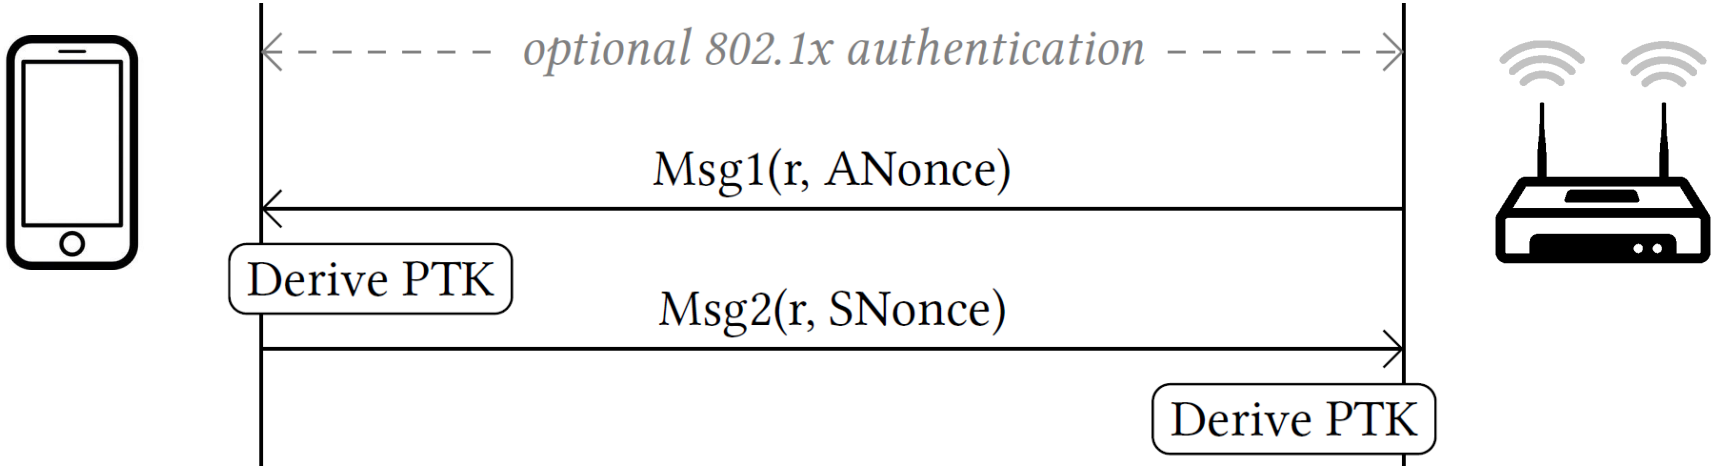 optional 802.1x authentication
Msg1(r, ANonce)
Derive PTK
Msg2(r, SNonce)
Derive PTK